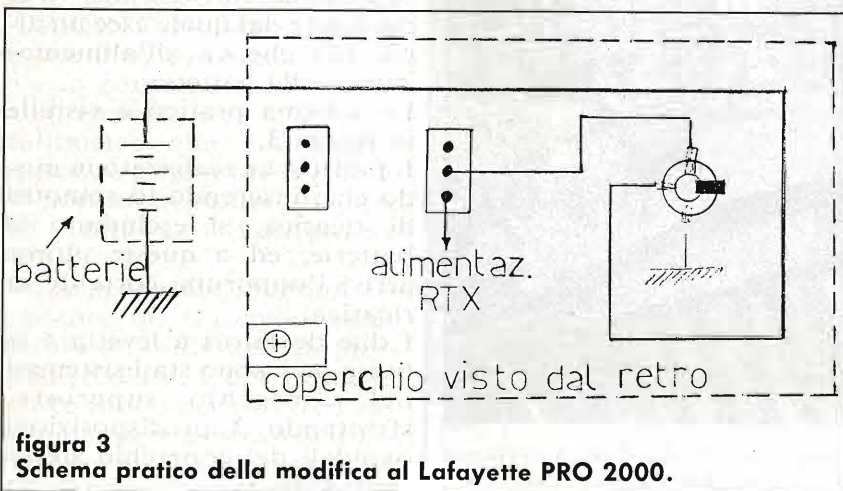 batterie
alimentaz.
RTX
coperchio visto dal retro
figura 3
Schema pratico della modifica al Lafayette PRO 2000.